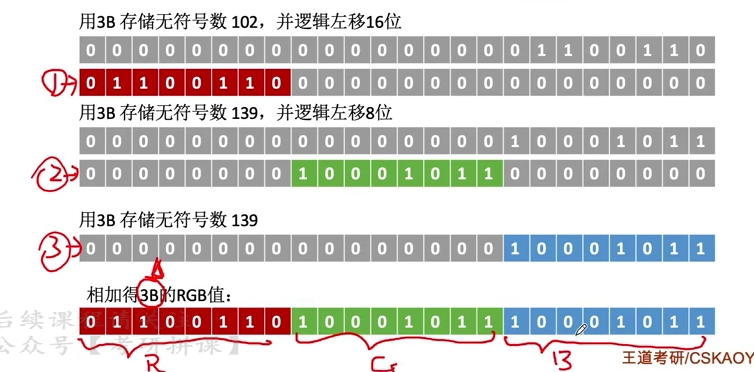 用3B 存储无符号数 102，并逻辑左移16位
0 0 0 0 0 0 0 0 0 0 0 0 0 0 0 0 0 1 1 0 0 1 1 0
① 0 1 1 0 0 1 1 0 0 0 0 0 0 0 0 0 0 0 0 0 0 0 0 0
用3B 存储无符号数 139，并逻辑左移8位
0 0 0 0 0 0 0 0 0 0 0 0 0 0 0 0 1 0 0 0 1 0 1 1
② 0 0 0 0 0 0 0 0 1 0 0 0 1 0 1 1 0 0 0 0 0 0 0 0
用3B 存储无符号数 139
③ 0 0 0 0 0 0 0 0 0 0 0 0 0 0 0 0 1 0 0 0 1 0 1 1
相加得3B的RGB值：
后续课程请关注
0 1 1 0 0 1 1 0 1 0 0 0 1 0 1 1 1 0 0 0 1 0 1 1
公众号【考研拼课】
R G B
王道考研/CSKAOY